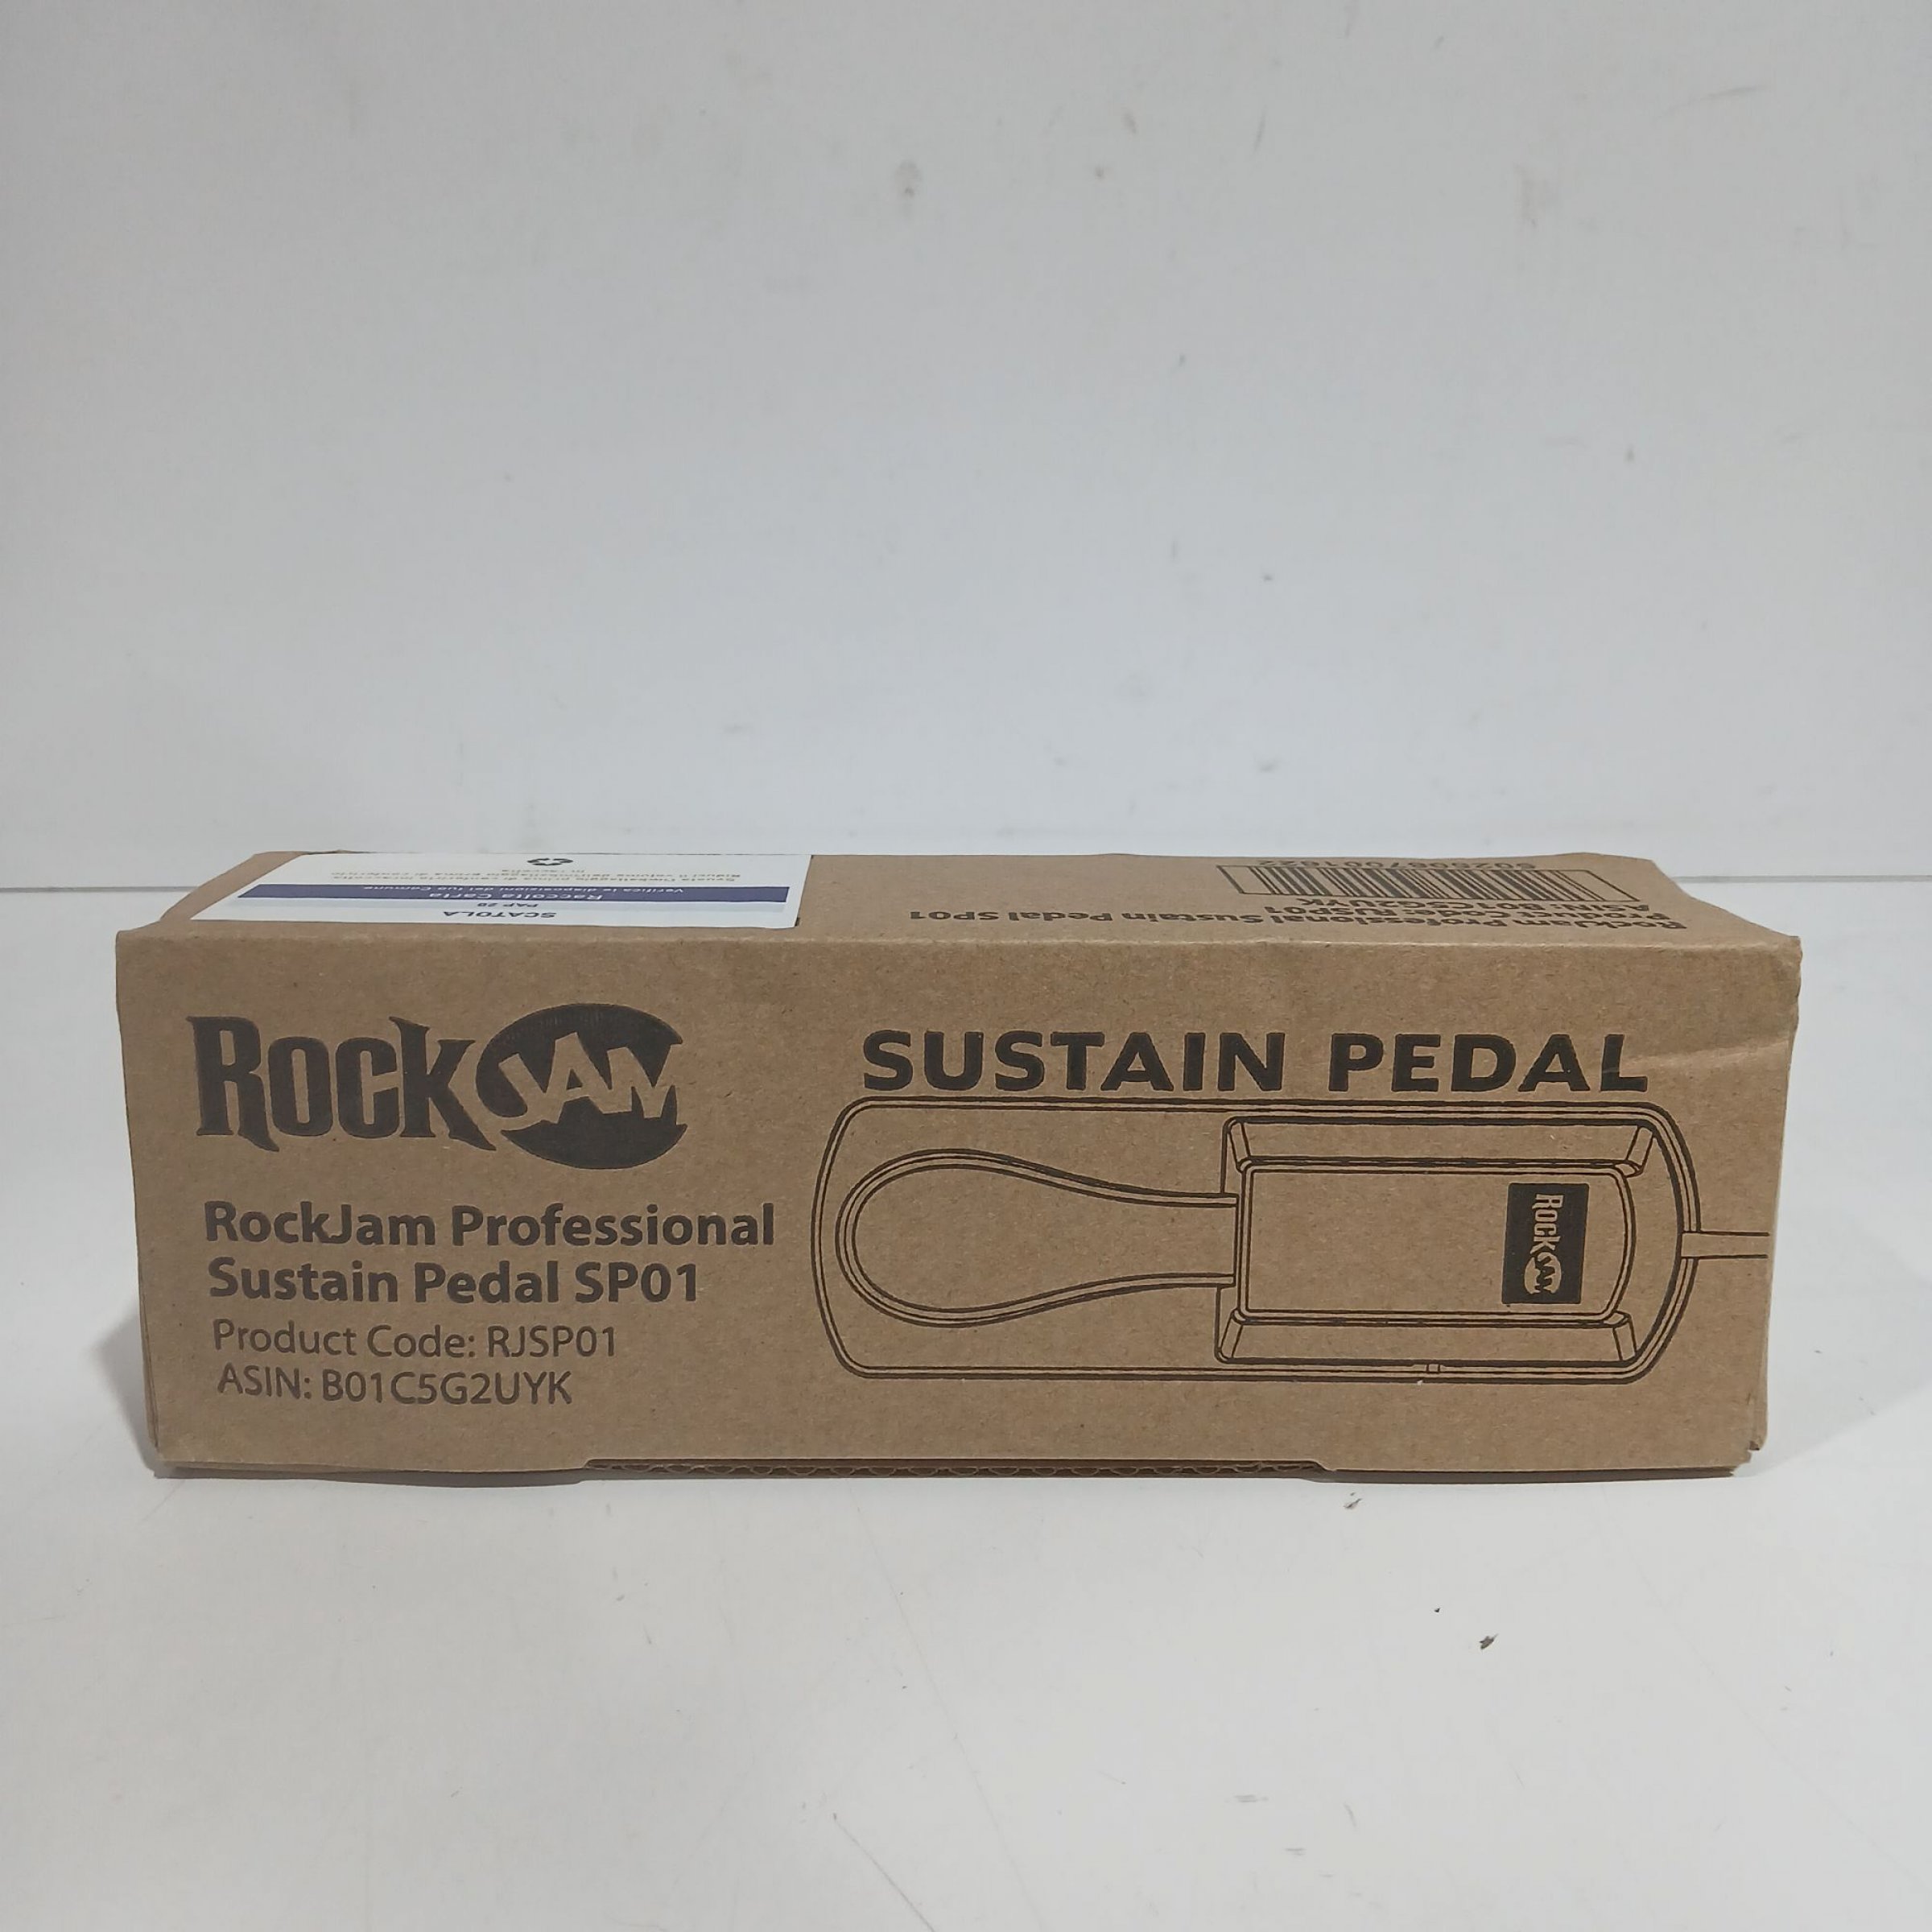 SCATOLA
PAP 20
Raccolta Carta
Verifica le disposizioni del tuo Comune
RockJam Professional Sustain Pedal SP01
Product Code: RJSP01
ASIN: B01C5G2UYK
ROCKJAM
SUSTAIN PEDAL
RockJam Professional
Sustain Pedal SP01
Product Code: RJSP01
ASIN: B01C5G2UYK
ROCKJAM